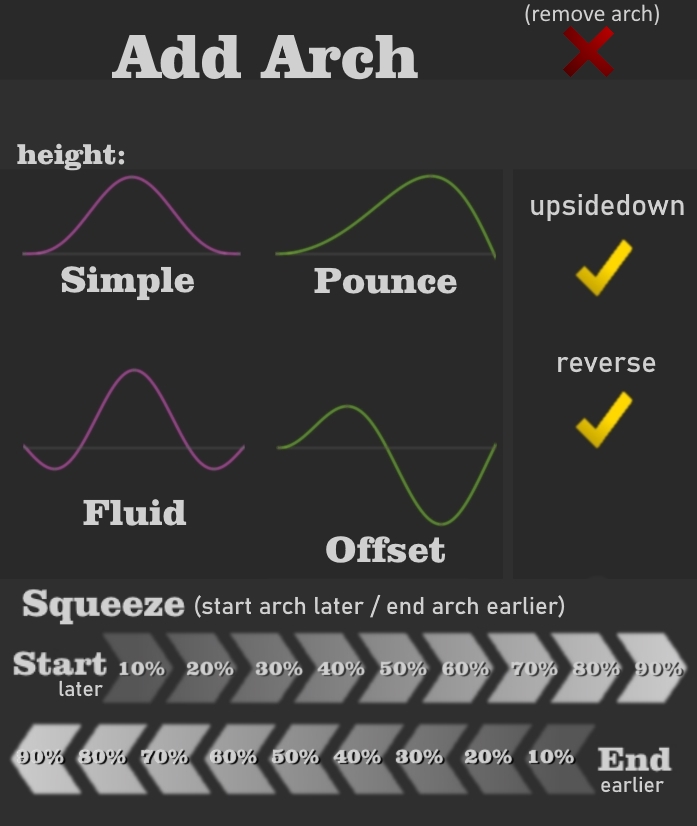 (remove arch)
Add Arch
height:
Simple
Pounce
upsidedown
reverse
Fluid
Offset
Squeeze (start arch later / end arch earlier)
Start 10% 20% 30% 40% 50% 60% 70% 80% 90%
later
90% 80% 70% 60% 50% 40% 30% 20% 10% End
earlier